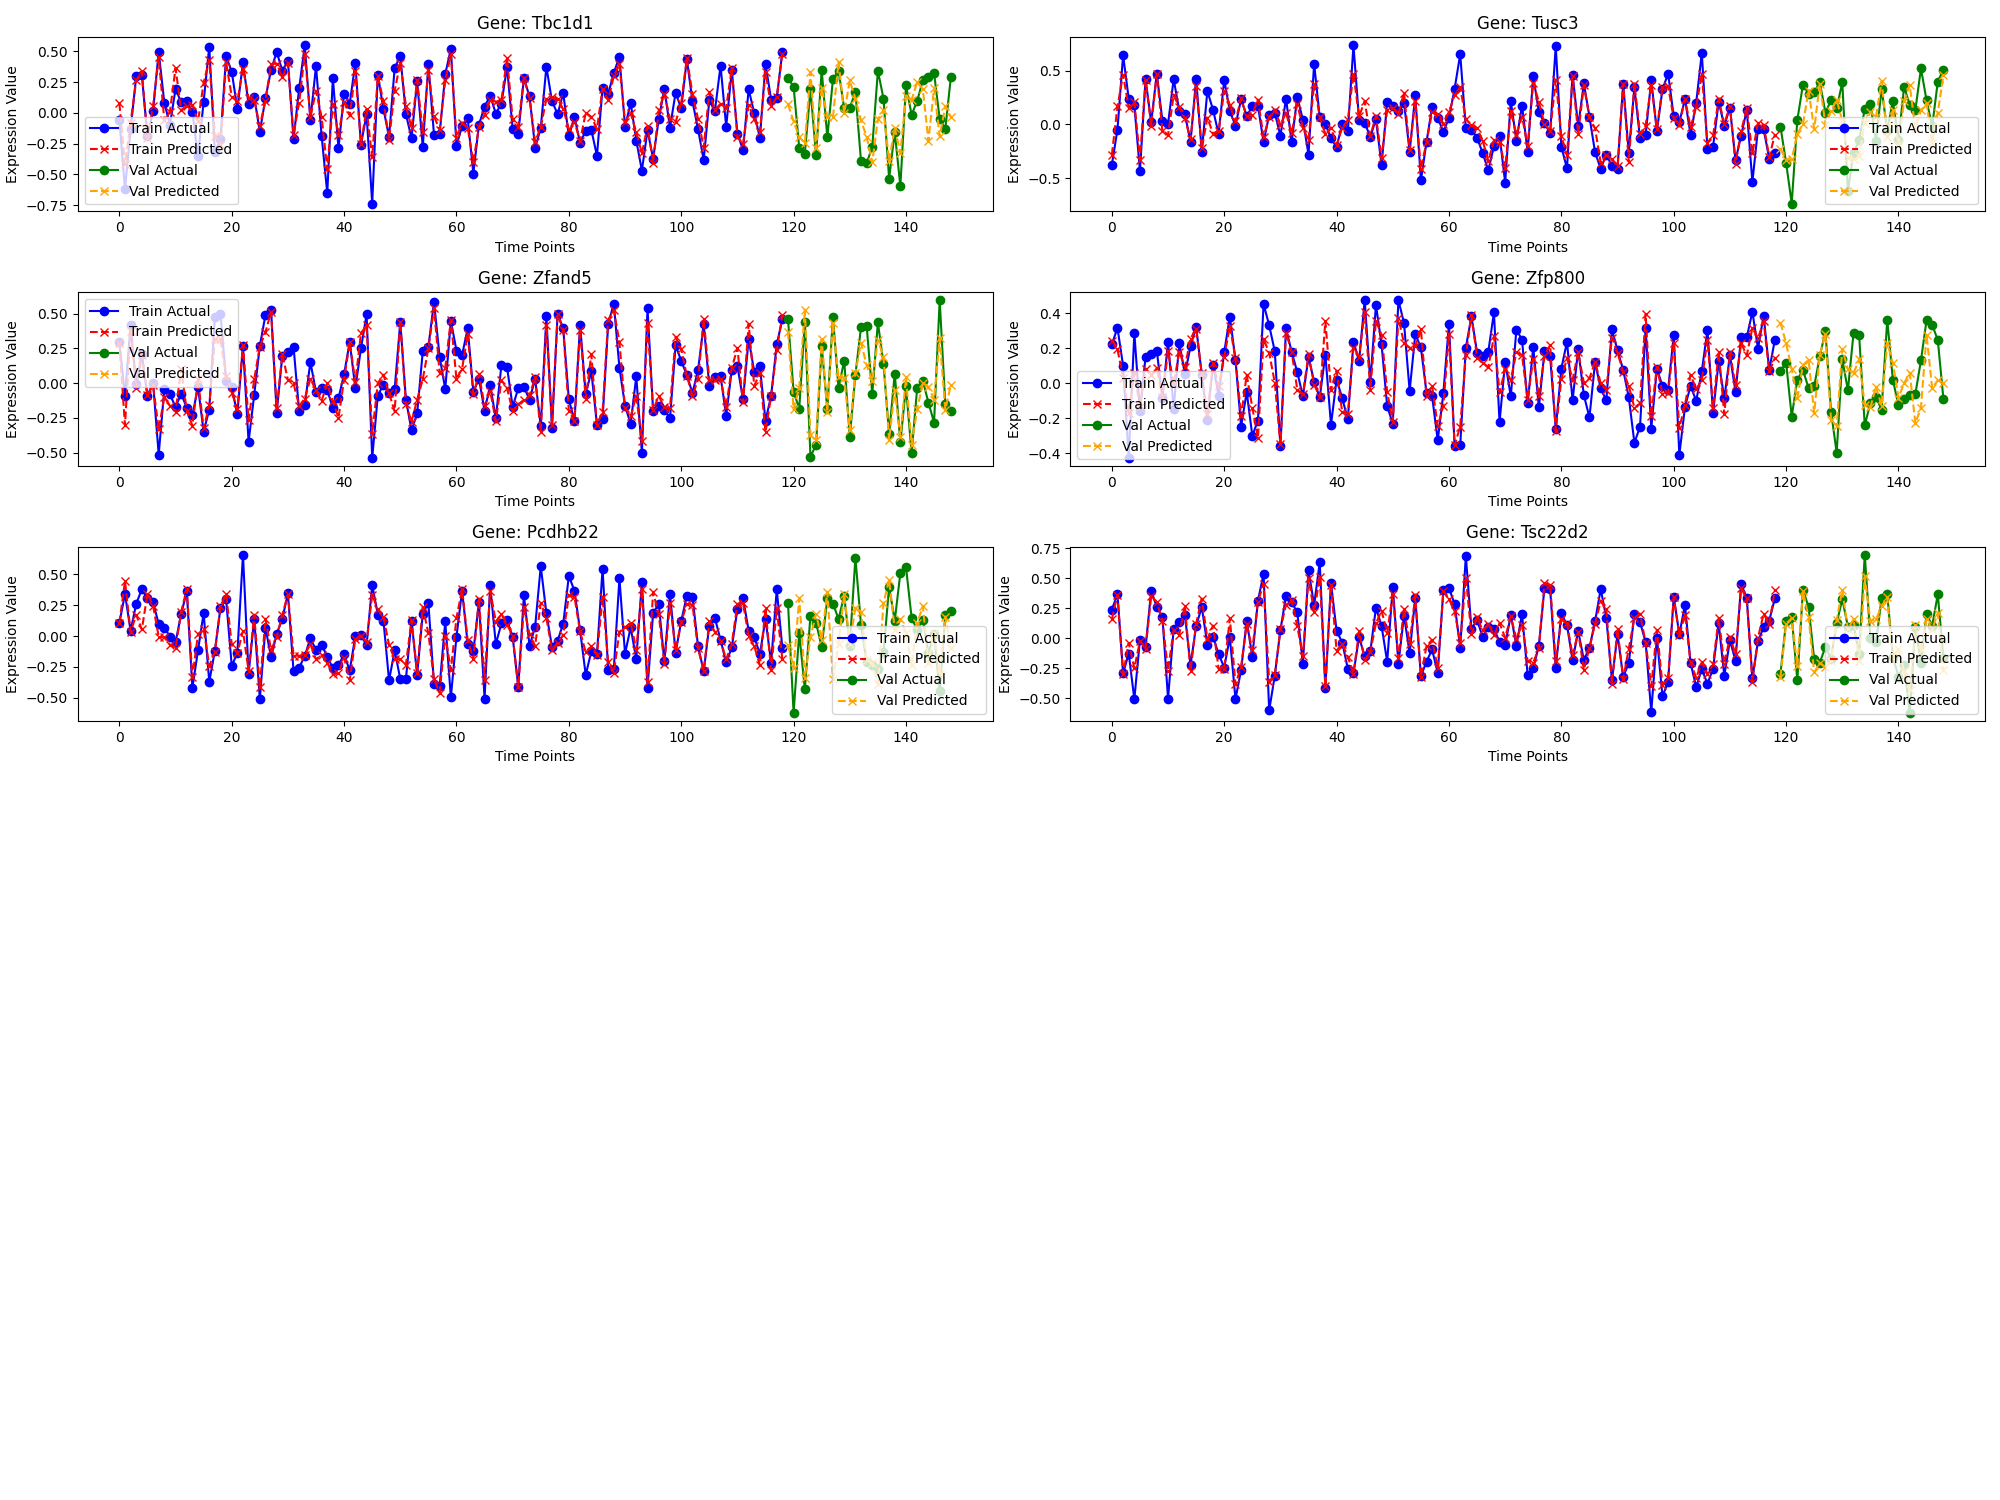 Gene: Tbc1d1
Expression Value
0.50
0.25
0.00
−0.25
−0.50
−0.75
Train Actual
Train Predicted
Val Actual
Val Predicted
0 20 40 60 80 100 120 140
Time Points
Gene: Tusc3
Expression Value
0.5
0.0
−0.5
Train Actual
Train Predicted
Val Actual
Val Predicted
0 20 40 60 80 100 120 140
Time Points
Gene: Zfand5
Expression Value
0.50
0.25
0.00
−0.25
−0.50
Train Actual
Train Predicted
Val Actual
Val Predicted
0 20 40 60 80 100 120 140
Time Points
Gene: Zfp800
Expression Value
0.4
0.2
0.0
−0.2
−0.4
Train Actual
Train Predicted
Val Actual
Val Predicted
0 20 40 60 80 100 120 140
Time Points
Gene: Pcdhb22
Expression Value
0.50
0.25
0.00
−0.25
−0.50
Train Actual
Train Predicted
Val Actual
Val Predicted
0 20 40 60 80 100 120 140
Time Points
Gene: Tsc22d2
Expression Value
0.75
0.50
0.25
0.00
−0.25
−0.50
Train Actual
Train Predicted
Val Actual
Val Predicted
0 20 40 60 80 100 120 140
Time Points